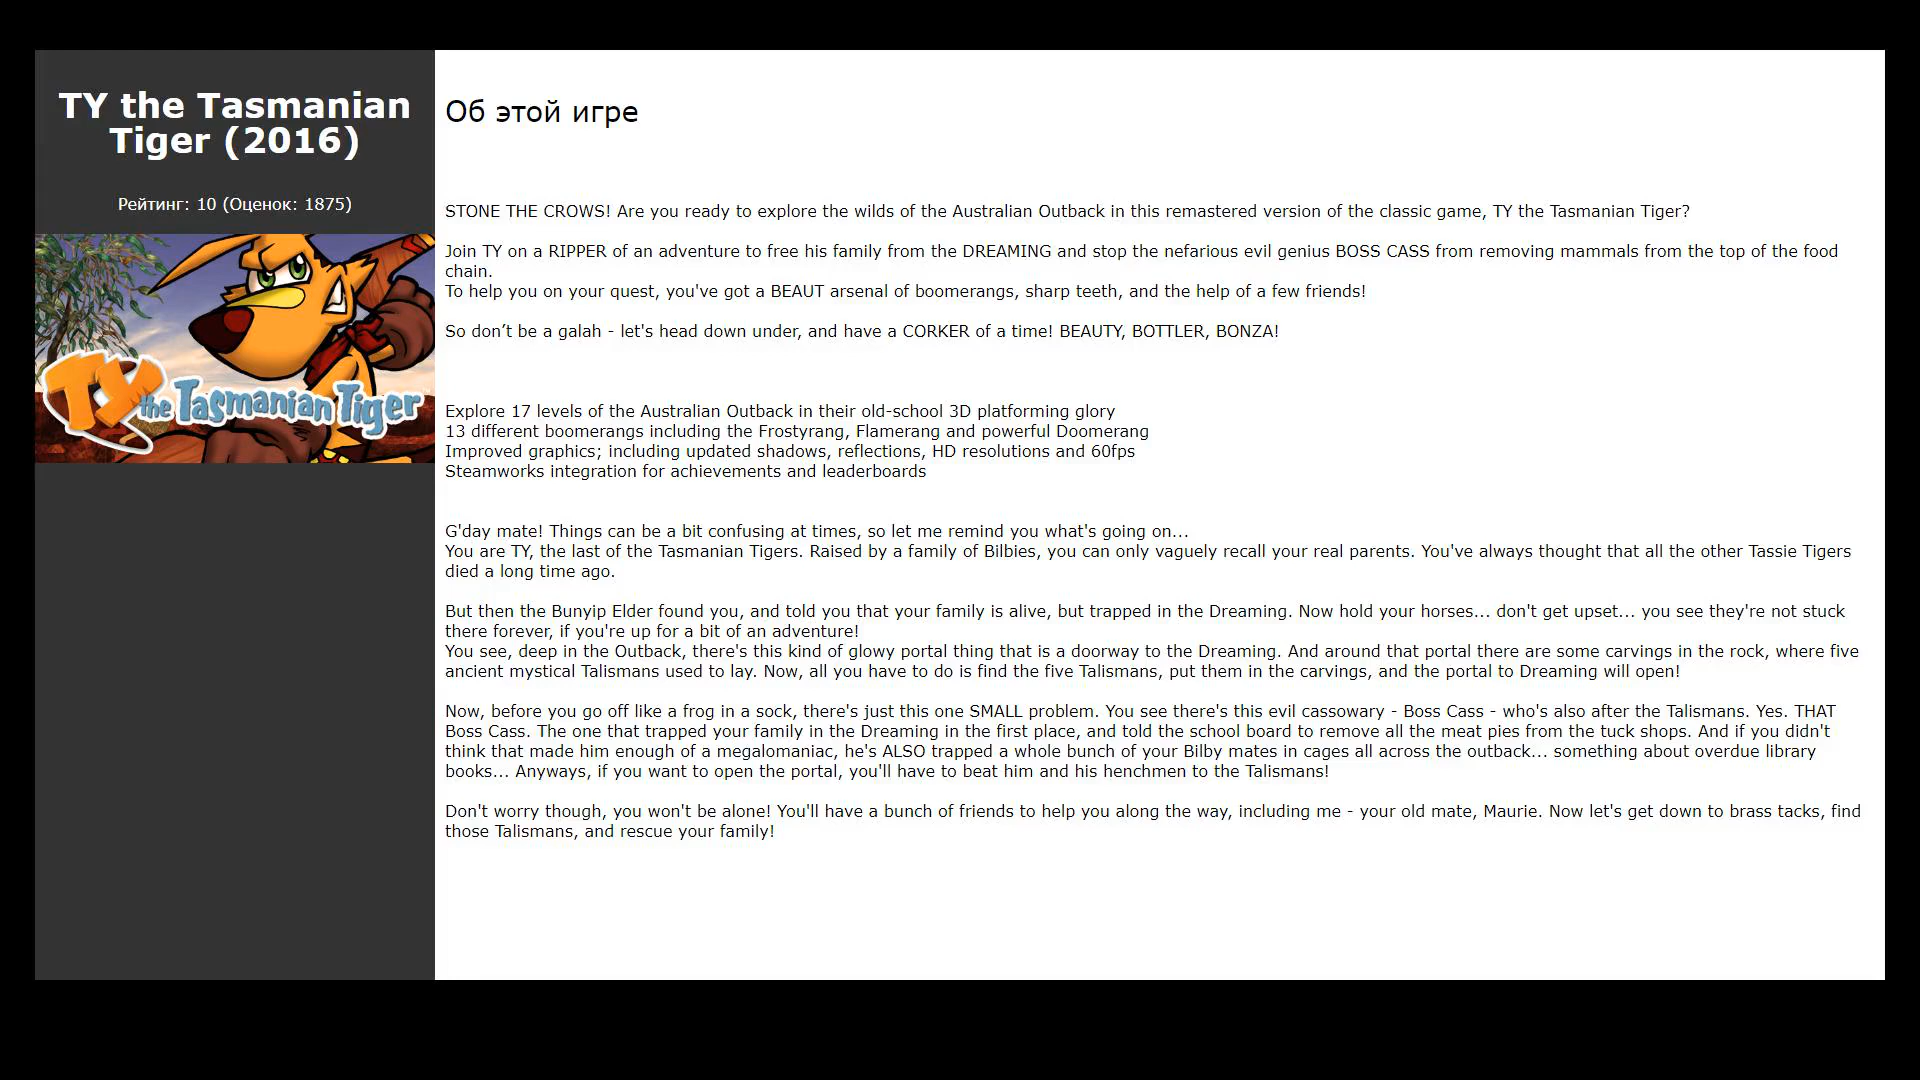 TY the Tasmanian
Tiger (2016)
Рейтинг: 10 (Оценок: 1875)
TY the Tasmanian Tiger
Об этой игре
STONE THE CROWS! Are you ready to explore the wilds of the Australian Outback in this remastered version of the classic game, TY the Tasmanian Tiger?
Join TY on a RIPPER of an adventure to free his family from the DREAMING and stop the nefarious evil genius BOSS CASS from removing mammals from the top of the food
chain.
To help you on your quest, you've got a BEAUT arsenal of boomerangs, sharp teeth, and the help of a few friends!
So don’t be a galah - let's head down under, and have a CORKER of a time! BEAUTY, BOTTLER, BONZA!
Explore 17 levels of the Australian Outback in their old-school 3D platforming glory
13 different boomerangs including the Frostyrang, Flamerang and powerful Doomerang
Improved graphics; including updated shadows, reflections, HD resolutions and 60fps
Steamworks integration for achievements and leaderboards
G'day mate! Things can be a bit confusing at times, so let me remind you what's going on...
You are TY, the last of the Tasmanian Tigers. Raised by a family of Bilbies, you can only vaguely recall your real parents. You've always thought that all the other Tassie Tigers
died a long time ago.
But then the Bunyip Elder found you, and told you that your family is alive, but trapped in the Dreaming. Now hold your horses... don't get upset... you see they're not stuck
there forever, if you're up for a bit of an adventure!
You see, deep in the Outback, there's this kind of glowy portal thing that is a doorway to the Dreaming. And around that portal there are some carvings in the rock, where five
ancient mystical Talismans used to lay. Now, all you have to do is find the five Talismans, put them in the carvings, and the portal to Dreaming will open!
Now, before you go off like a frog in a sock, there's just this one SMALL problem. You see there's this evil cassowary - Boss Cass - who's also after the Talismans. Yes. THAT
Boss Cass. The one that trapped your family in the Dreaming in the first place, and told the school board to remove all the meat pies from the tuck shops. And if you didn't
think that made him enough of a megalomaniac, he's ALSO trapped a whole bunch of your Bilby mates in cages all across the outback... something about overdue library
books... Anyways, if you want to open the portal, you'll have to beat him and his henchmen to the Talismans!
Don't worry though, you won't be alone! You'll have a bunch of friends to help you along the way, including me - your old mate, Maurie. Now let's get down to brass tacks, find
those Talismans, and rescue your family!